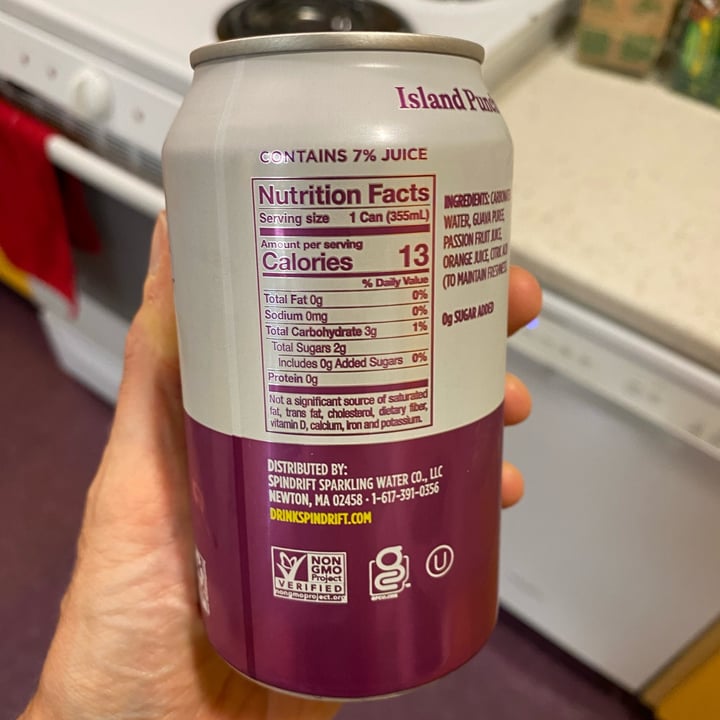 Island Punch
CONTAINS 7% JUICE
Nutrition Facts
Serving size 1 Can (355mL)
Amount per serving
Calories 13
% Daily Value
Total Fat 0g 0%
Sodium 0mg 0%
Total Carbohydrate 3g 1%
Total Sugars 2g
Includes 0g Added Sugars 0%
Protein 0g
Not a significant source of saturated
fat, trans fat, cholesterol, dietary fiber,
vitamin D, calcium, iron and potassium.
INGREDIENTS:
WATER, GUAVA PUREE,
PASSION FRUIT JUICE,
ORANGE JUICE, CITRIC ACID
(TO MAINTAIN FRESHNESS
0g SUGAR ADDED
DISTRIBUTED BY:
SPINDRIFT SPARKLING WATER CO., LLC
NEWTON, MA 02458 • 1-617-391-0356
DRINKSPINDRIFT.COM
NON
GMO
Project
VERIFIED
nongmoproject.org
g
U